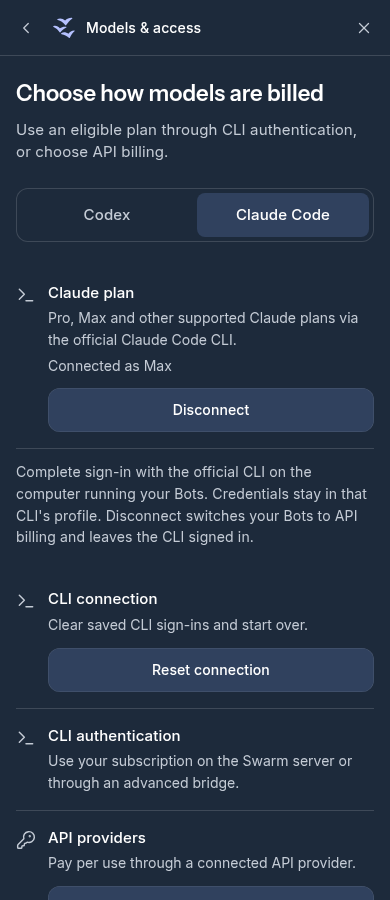 Models & access
Choose how models are billed
Use an eligible plan through CLI authentication,
or choose API billing.
Codex
Claude Code
Claude plan
Pro, Max and other supported Claude plans via
the official Claude Code CLI.
Connected as Max
Disconnect
Complete sign-in with the official CLI on the
computer running your Bots. Credentials stay in that
CLI's profile. Disconnect switches your Bots to API
billing and leaves the CLI signed in.
CLI connection
Clear saved CLI sign-ins and start over.
Reset connection
CLI authentication
Use your subscription on the Swarm server or
through an advanced bridge.
API providers
Pay per use through a connected API provider.